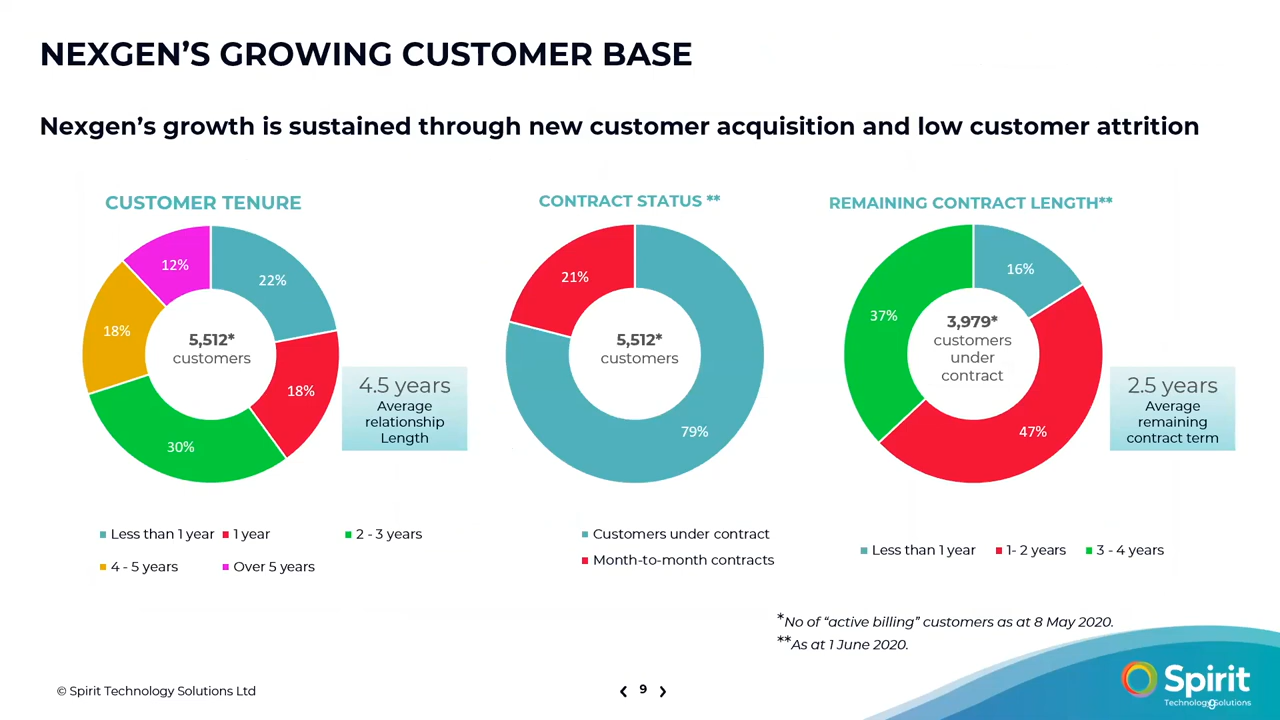 NEXGEN’S GROWING CUSTOMER BASE
Nexgen’s growth is sustained through new customer acquisition and low customer attrition
CUSTOMER TENURE
12%
22%
18%
18%
30%
5,512*
customers
4.5 years
Average
relationship
Length
Less than 1 year
1 year
2 - 3 years
4 - 5 years
Over 5 years
CONTRACT STATUS **
21%
79%
5,512*
customers
Customers under contract
Month-to-month contracts
REMAINING CONTRACT LENGTH**
16%
37%
47%
3,979*
customers
under
contract
2.5 years
Average
remaining
contract term
Less than 1 year
1- 2 years
3 - 4 years
*No of “active billing” customers as at 8 May 2020.
**As at 1 June 2020.
© Spirit Technology Solutions Ltd
9
Spirit
Technology Solutions
9